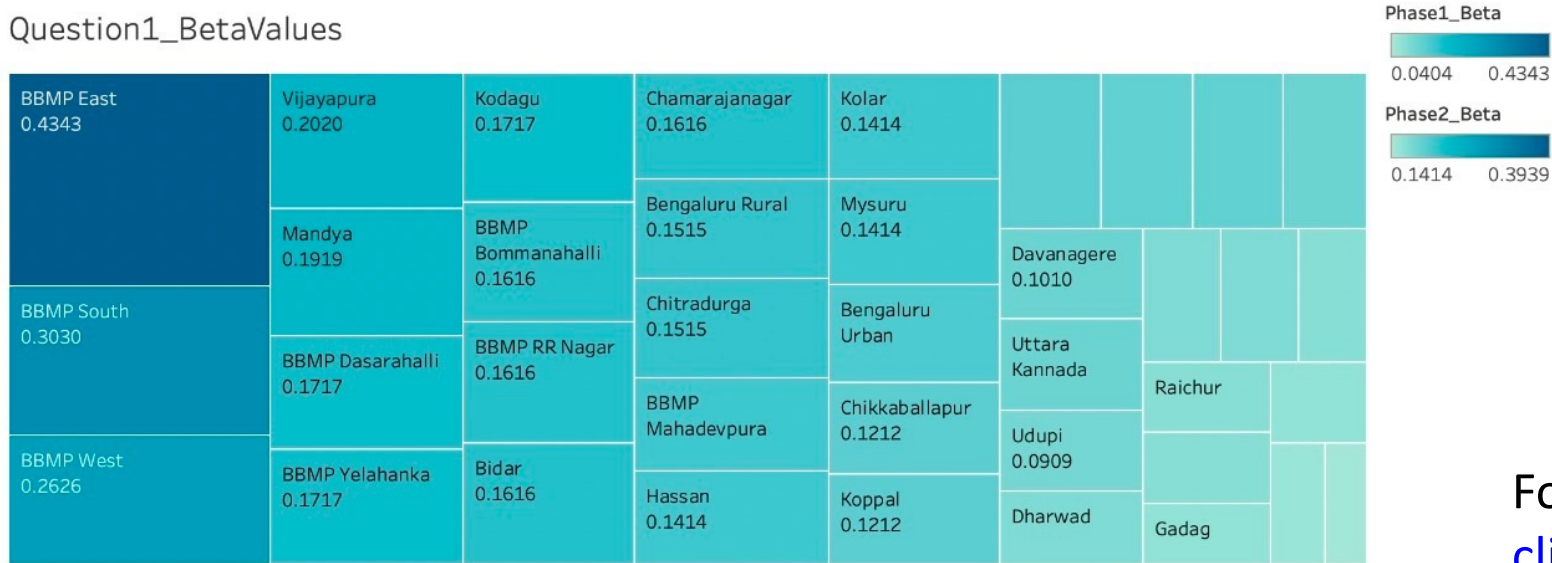 Question1_BetaValues
Phase1_Beta
0.0404 0.4343
Phase2_Beta
0.1414 0.3939
BBMP East
0.4343
BBMP South
0.3030
BBMP West
0.2626
Vijayapura
0.2020
Mandya
0.1919
BBMP Dasarahalli
0.1717
BBMP Yelahanka
0.1717
Kodagu
0.1717
BBMP
Bommanahalli
0.1616
BBMP RR Nagar
0.1616
Bidar
0.1616
Chamarajanagar
0.1616
Bengaluru Rural
0.1515
Chitradurga
0.1515
BBMP
Mahadevpura
Hassan
0.1414
Kolar
0.1414
Mysuru
0.1414
Bengaluru
Urban
Chikkaballapur
0.1212
Koppal
0.1212
Davanagere
0.1010
Uttara
Kannada
Udupi
0.0909
Dharwad
Raichur
Gadag